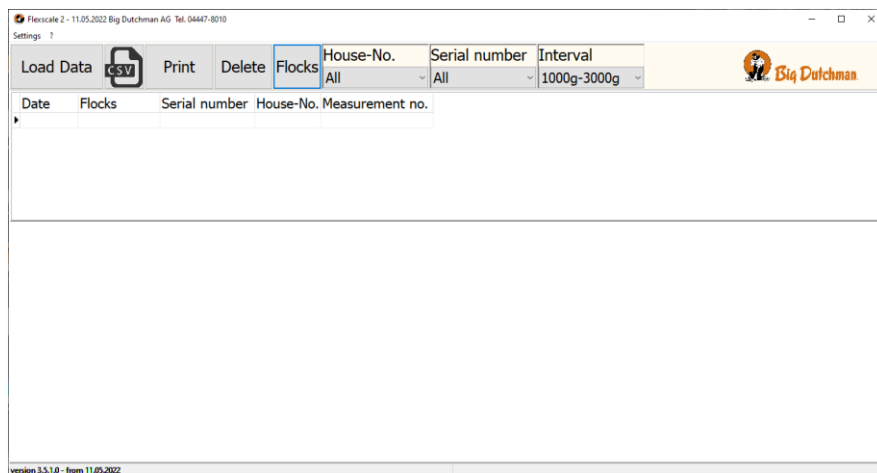 Flexscale 2 - 11.05.2022 Big Dutchman AG Tel. 04447-8010
Settings ?
Load Data
CSV
Print
Delete
Flocks
House-No.
All
Serial number
All
Interval
1000g-3000g
Big Dutchman
Date Flocks Serial number House-No. Measurement no.
version 3.5.1.0 - from 11.05.2022